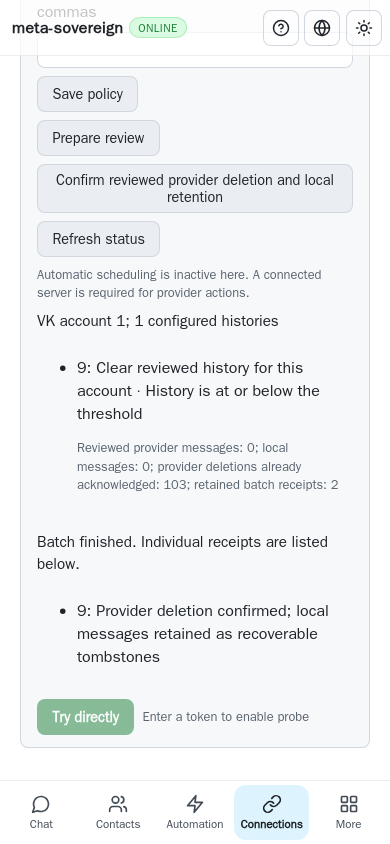 commas
meta-sovereign
ONLINE
Save policy
Prepare review
Confirm reviewed provider deletion and local
retention
Refresh status
Automatic scheduling is inactive here. A connected
server is required for provider actions.
VK account 1; 1 configured histories
• 9: Clear reviewed history for this
account · History is at or below the
threshold
Reviewed provider messages: 0; local
messages: 0; provider deletions already
acknowledged: 103; retained batch receipts: 2
Batch finished. Individual receipts are listed
below.
• 9: Provider deletion confirmed; local
messages retained as recoverable
tombstones
Try directly
Enter a token to enable probe
Chat
Contacts
Automation
Connections
More